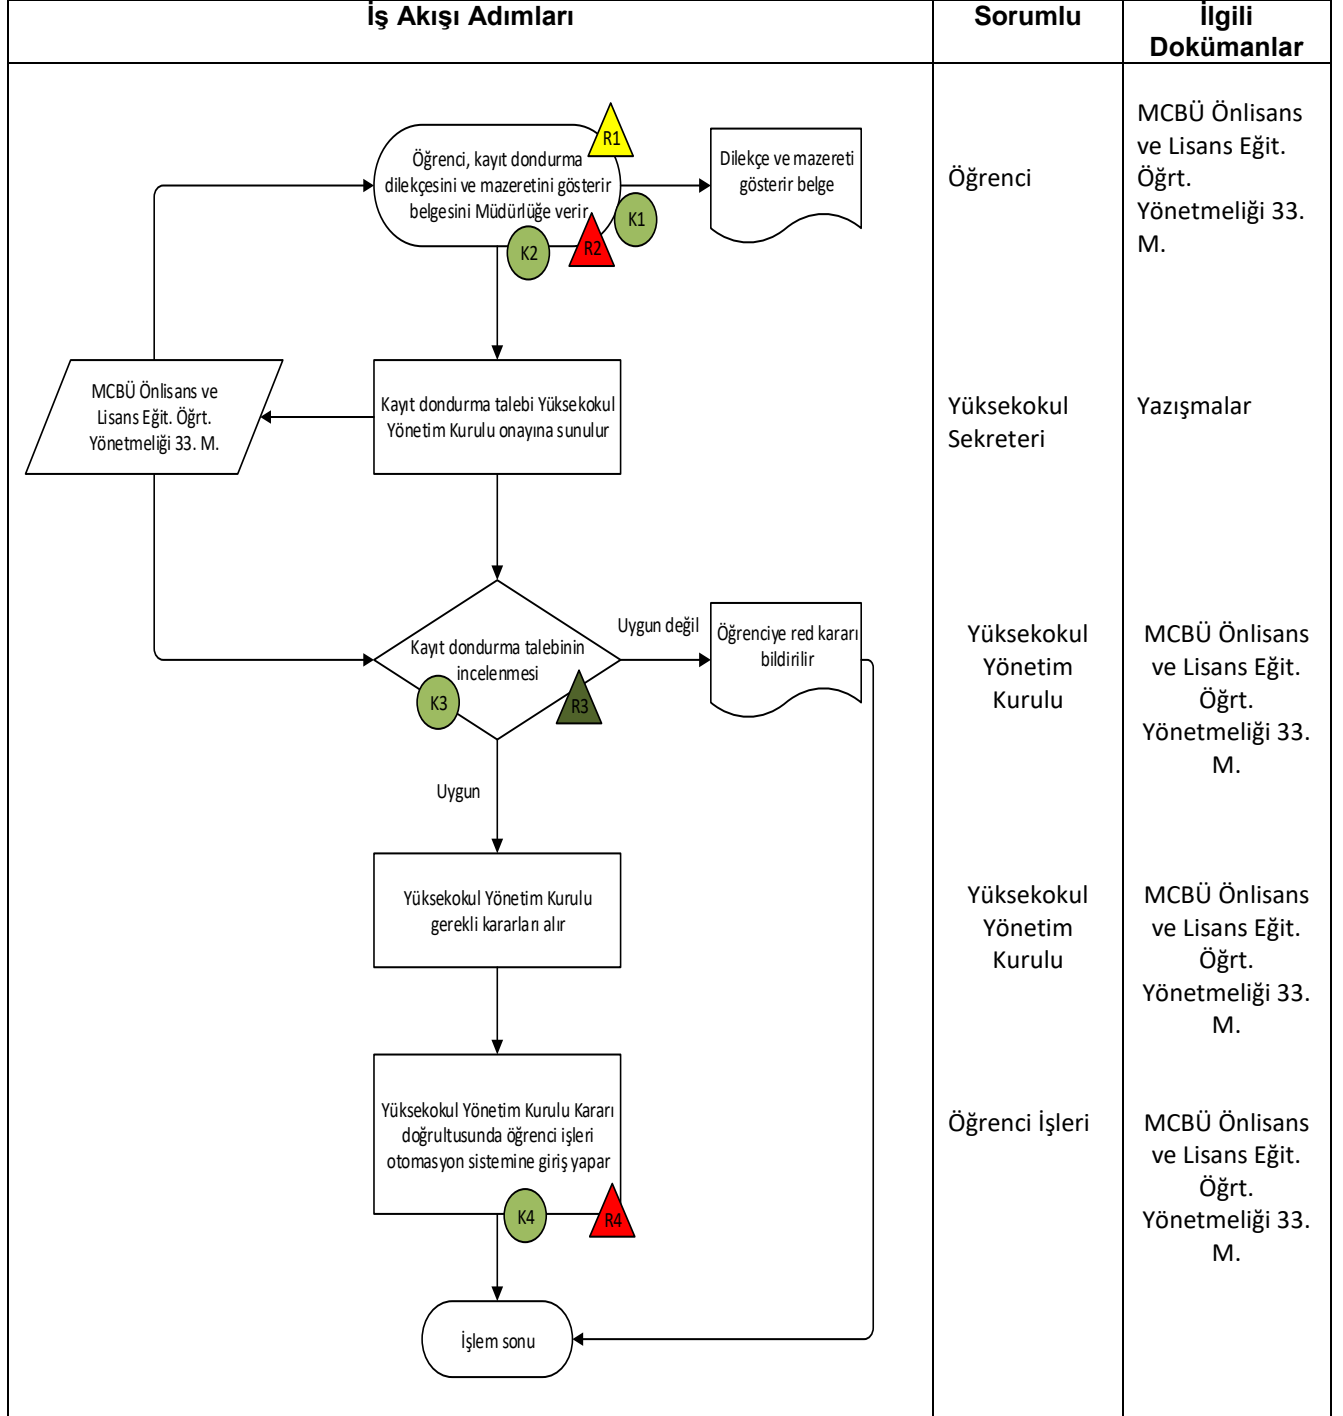 İş Akışı Adımları
Sorumlu
İlgili
Dokümanlar
R1
Öğrenci, kayıt dondurma
dilekçesini ve mazeretini gösterir
belgesini Müdürlüğe verir
K1
K2
R2
Dilekçe ve mazereti
gösterir belge
Öğrenci
MCBÜ Önlisans
ve Lisans Eğit.
Öğrt.
Yönetmeliği 33.
M.
MCBÜ Önlisans ve
Lisans Eğit. Öğrt.
Yönetmeliği 33. M.
Kayıt dondurma talebi Yüksekokul
Yönetim Kurulu onayına sunulur
Yüksekokul
Sekreteri
Yazışmalar
Kayıt dondurma talebinin
incelenmesi
K3
R3
Uygun değil
Öğrenciye red kararı
bildirilir
Yüksekokul
Yönetim
Kurulu
MCBÜ Önlisans
ve Lisans Eğit.
Öğrt.
Yönetmeliği 33.
M.
Uygun
Yüksekokul Yönetim Kurulu
gerekli kararları alır
Yüksekokul
Yönetim
Kurulu
MCBÜ Önlisans
ve Lisans Eğit.
Öğrt.
Yönetmeliği 33.
M.
Yüksekokul Yönetim Kurulu Kararı
doğrultusunda öğrenci işleri
otomasyon sistemine giriş yapar
K4
R4
Öğrenci İşleri
MCBÜ Önlisans
ve Lisans Eğit.
Öğrt.
Yönetmeliği 33.
M.
İşlem sonu